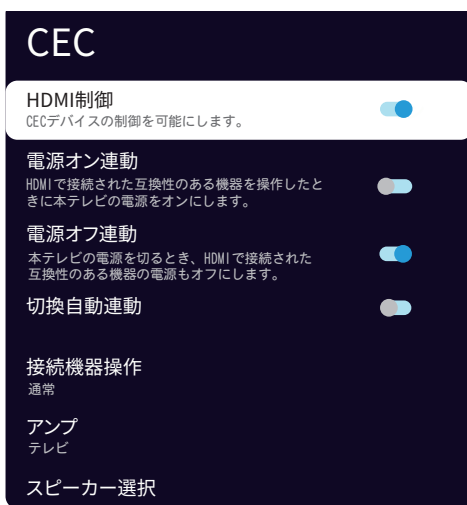 CEC
HDMI制御
CECデバイスの制御を可能にします。
電源オン連動
HDMIで接続された互換性のある機器を操作したと
きに本テレビの電源をオンにします。
電源オフ連動
本テレビの電源を切るとき、HDMIで接続された
互換性のある機器の電源もオフにします。
切換自動連動
接続機器操作
通常
アンプ
テレビ
スピーカー選択